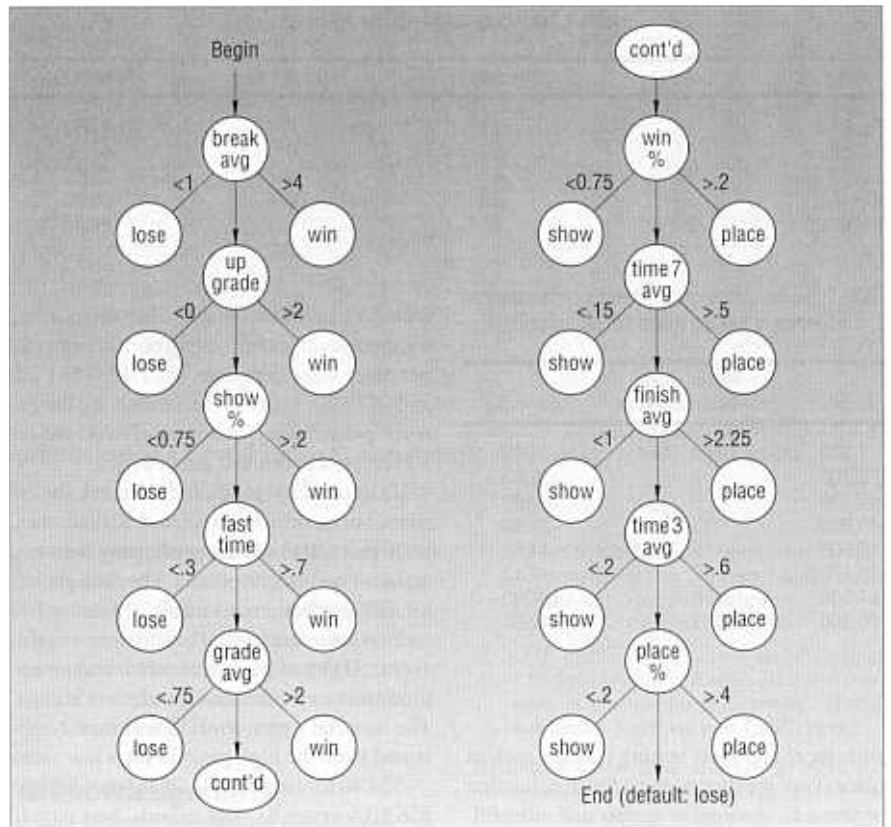 Begin
break
avg
<1
>4
lose
win
up
grade
<0
>2
lose
win
show
%
<0.75
>.2
lose
win
fast
time
<.3
>.7
lose
win
grade
avg
<.75
>2
lose
win
cont'd
cont'd
win
%
<0.75
>.2
show
place
time 7
avg
<.15
>.5
show
place
finish
avg
<1
>2.25
show
place
time 3
avg
<.2
>.6
show
place
place
%
<.2
>.4
show
place
End (default: lose)